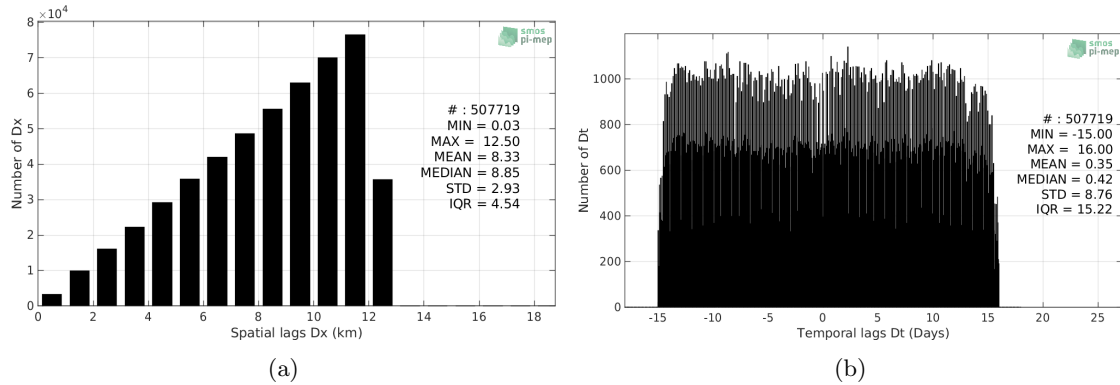 ×10⁴
8
7
6
5
4
3
2
1
0
Number of Dx
smos
pi-mep
# : 507719
MIN = 0.03
MAX = 12.50
MEAN = 8.33
MEDIAN = 8.85
STD = 2.93
IQR = 4.54
0 2 4 6 8 10 12 14 16 18
Spatial lags Dx (km)
(a)
1000
800
600
400
200
0
Number of Dt
smos
pi-mep
# : 507719
MIN = -15.00
MAX = 16.00
MEAN = 0.35
MEDIAN = 0.42
STD = 8.76
IQR = 15.22
-15 -10 -5 0 5 10 15 20 25
Temporal lags Dt (Days)
(b)